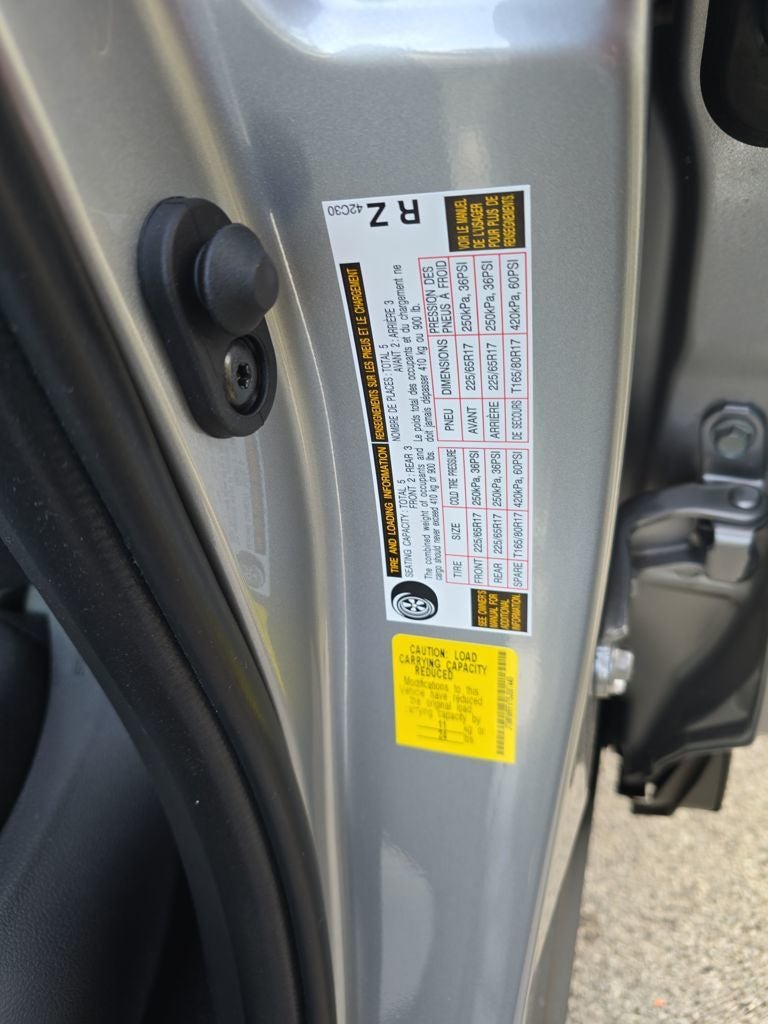 TIRE AND LOADING INFORMATION
SEATING CAPACITY: TOTAL 5
FRONT 2 : REAR 3
The combined weight of occupants and
cargo should never exceed 410 kg or 900 lbs.
TIRE SIZE COLD TIRE PRESSURE
FRONT 225/65R17 250kPa, 36PSI
REAR 225/65R17 250kPa, 36PSI
SPARE T165/80R17 420kPa, 60PSI
SEE OWNERS
MANUAL FOR
ADDITIONAL
INFORMATION
RENSEIGNEMENTS SUR LES PNEUS ET LE CHARGEMENT
NOMBRE DE PLACES : TOTAL 5
AVANT 2 : ARRIÈRE 3
Le poids total des occupants et du chargement ne
doit jamais dépasser 410 kg ou 900 lb.
PNEU DIMENSIONS PRESSION DES
PNEUS À FROID
AVANT 225/65R17 250kPa, 36PSI
ARRIÈRE 225/65R17 250kPa, 36PSI
DE SECOURS T165/80R17 420kPa, 60PSI
VOIR LE MANUEL
DE L'USAGER
POUR PLUS DE
RENSEIGNEMENTS
42C30
R Z
CAUTION: LOAD
CARRYING CAPACITY
REDUCED
Modifications to this
Vehicle have reduced
the original load
carrying capacity by
11 kg or
lbs